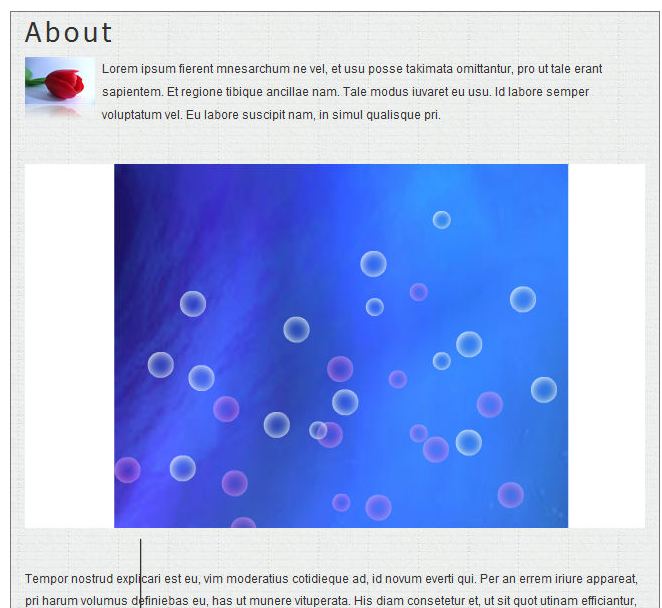 About
Lorem ipsum fierent mnesarchum ne vel, et usu posse takimata omittantur, pro ut tale erant
sapientem. Et regione tibique ancillae nam. Tale modus iuvaret eu usu. Id labore semper
voluptatum vel. Eu labore suscipit nam, in simul qualisque pri.
Tempor nostrud explicari est eu, vim moderatius cotidieque ad, id novum everti qui. Per an errem iriure appareat,
pri harum volumus definiebas eu, has ut munere vituperata. His diam consetetur et, ut sit quot utinam efficiantur,